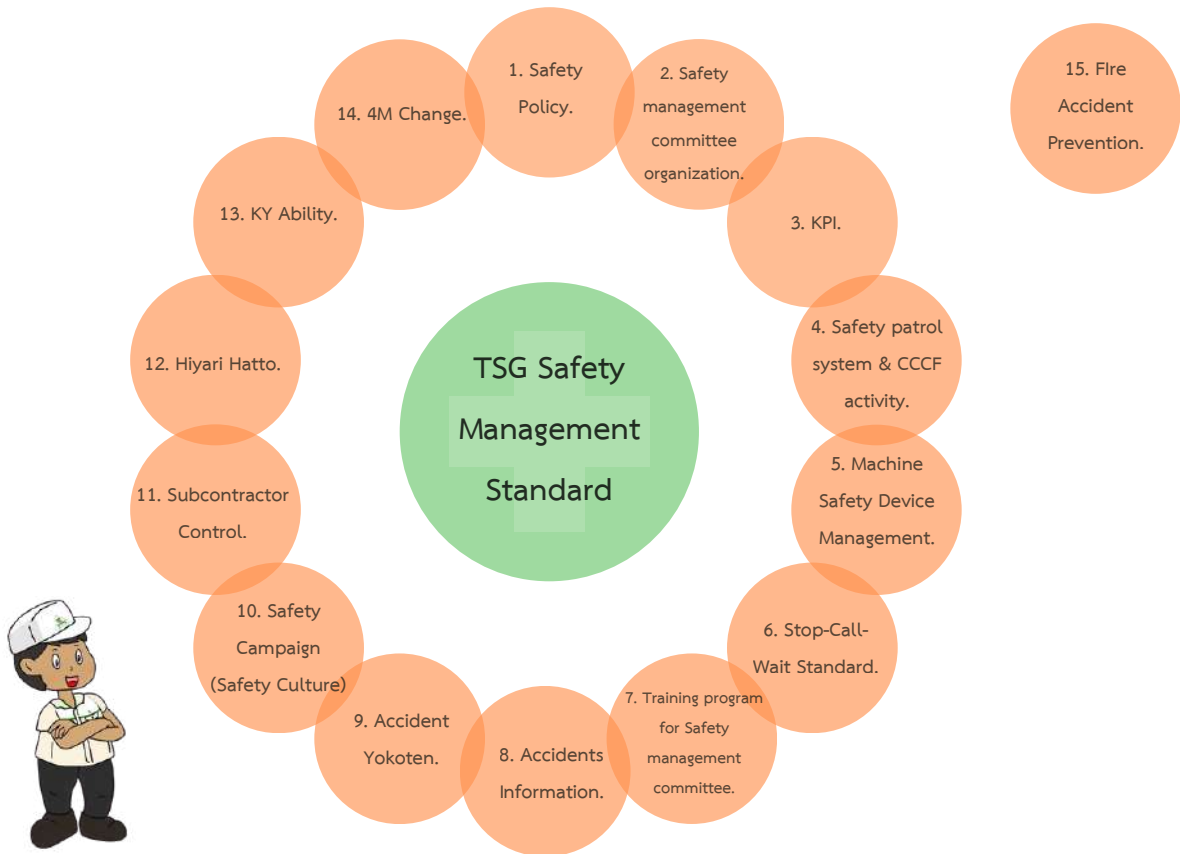 TSG Safety
Management
Standard
1. Safety
Policy.
2. Safety
management
committee
organization.
3. KPI.
4. Safety patrol
system & CCCF
activity.
5. Machine
Safety Device
Management.
6. Stop-Call-
Wait Standard.
7. Training program
for Safety
management
committee.
8. Accidents
Information.
9. Accident
Yokoten.
10. Safety
Campaign
(Safety Culture)
11. Subcontractor
Control.
12. Hiyari Hatto.
13. KY Ability.
14. 4M Change.
15. FIre
Accident
Prevention.